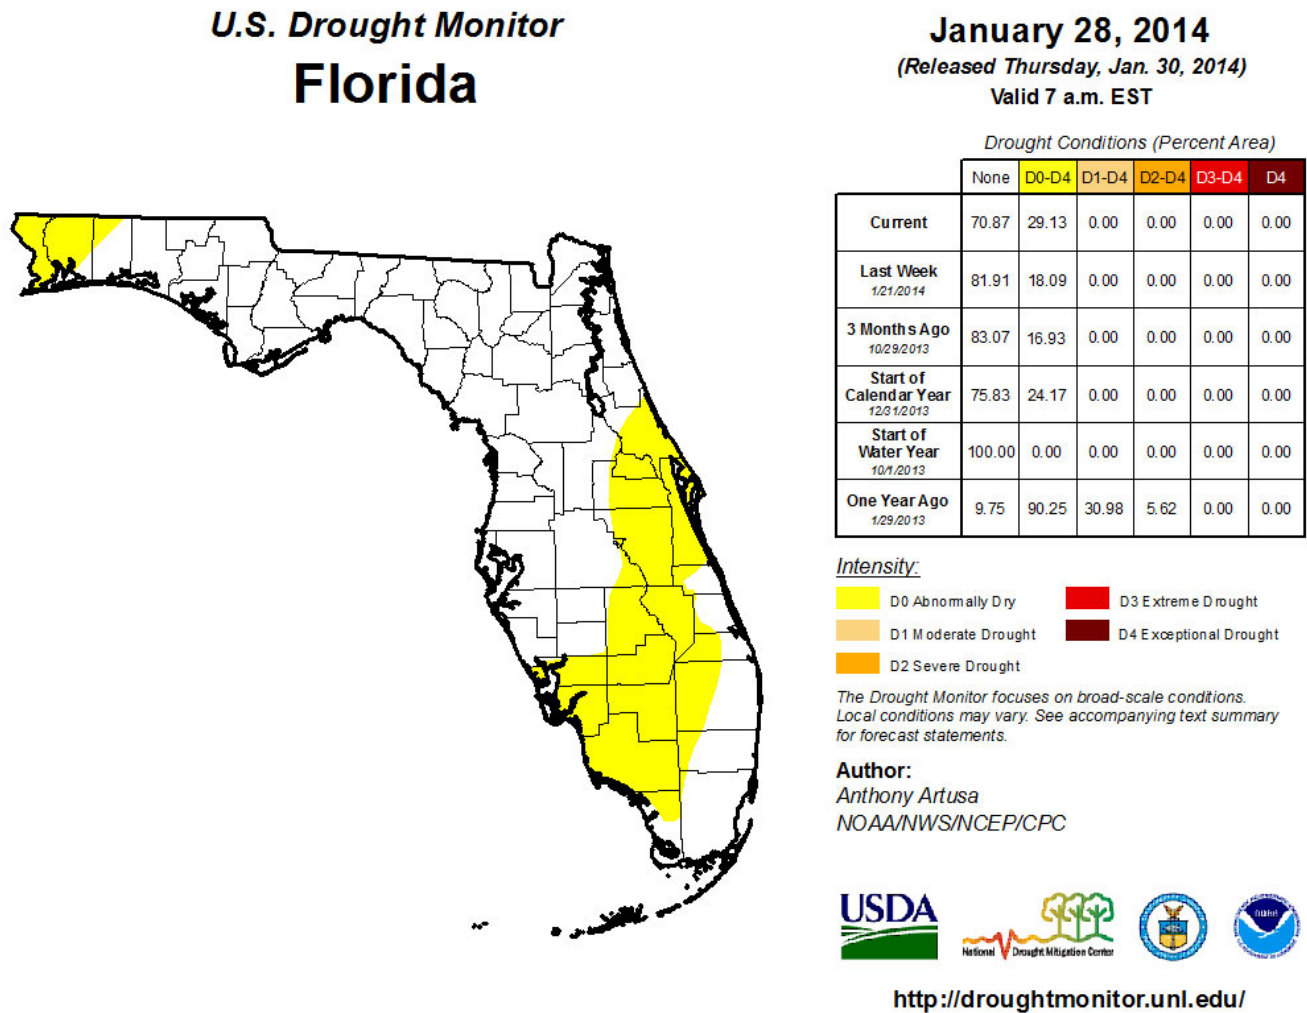 U.S. Drought Monitor
Florida
January 28, 2014
(Released Thursday, Jan. 30, 2014)
Valid 7 a.m. EST
Drought Conditions (Percent Area)
None D0-D4 D1-D4 D2-D4 D3-D4 D4
Current 70.87 29.13 0.00 0.00 0.00 0.00
Last Week
1/21/2014
81.91 18.09 0.00 0.00 0.00 0.00
3 Months Ago
10/29/2013
83.07 16.93 0.00 0.00 0.00 0.00
Start of
Calendar Year
12/31/2013
75.83 24.17 0.00 0.00 0.00 0.00
Start of
Water Year
10/1/2013
100.00 0.00 0.00 0.00 0.00 0.00
One Year Ago
1/29/2013
9.75 90.25 30.98 5.62 0.00 0.00
Intensity:
D0 Abnormally Dry
D1 Moderate Drought
D2 Severe Drought
D3 Extreme Drought
D4 Exceptional Drought
The Drought Monitor focuses on broad-scale conditions.
Local conditions may vary. See accompanying text summary
for forecast statements.
Author:
Anthony Artusa
NOAA/NWS/NCEP/CPC
USDA
National Drought Mitigation Center
noaa
http://droughtmonitor.unl.edu/